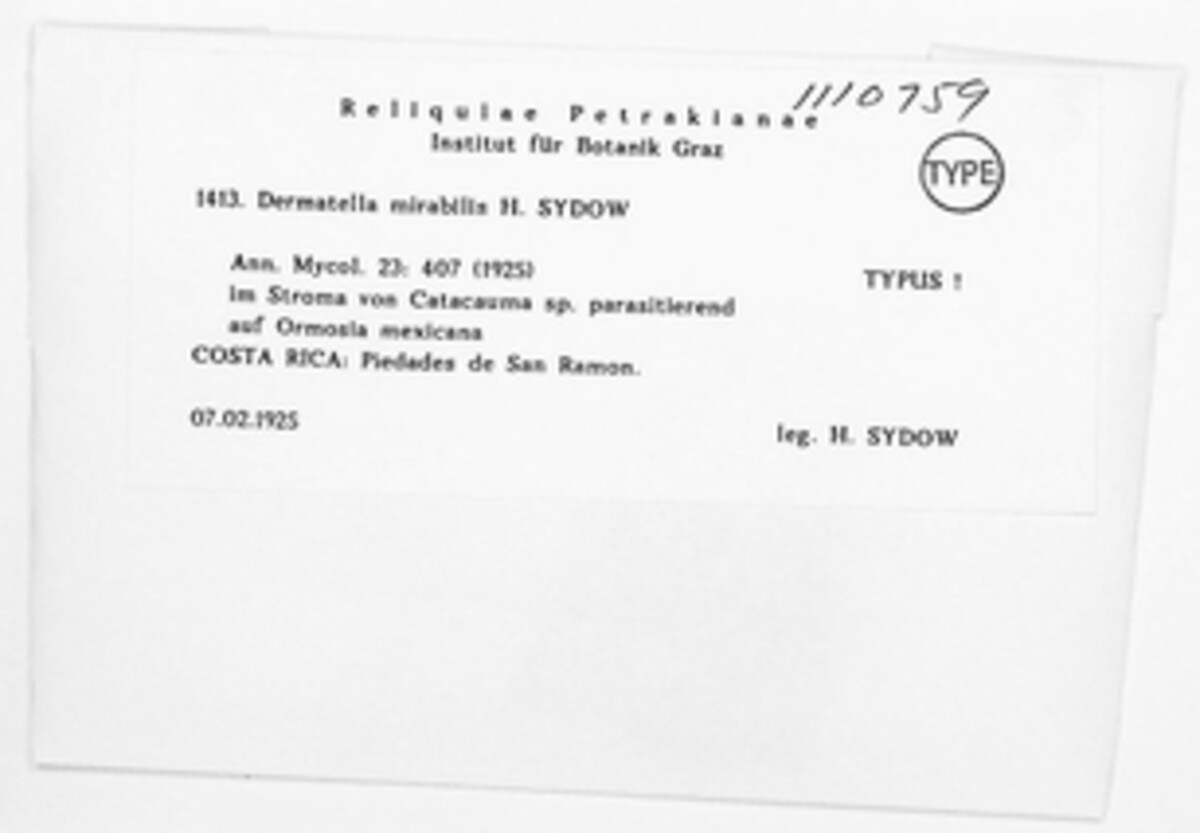 1110759
Reliquiae Petrakianae
Institut für Botanik Graz
TYPE
1413. Dermatella mirabilis H. SYDOW
Ann. Mycol. 23: 407 (1925)
TYPUS !
im Stroma von Catacauma sp. parasitierend
auf Ormosia mexicana
COSTA RICA: Piedades de San Ramon.
07.02.1925
leg. H. SYDOW